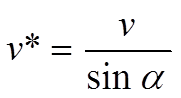 v* = v / sin α